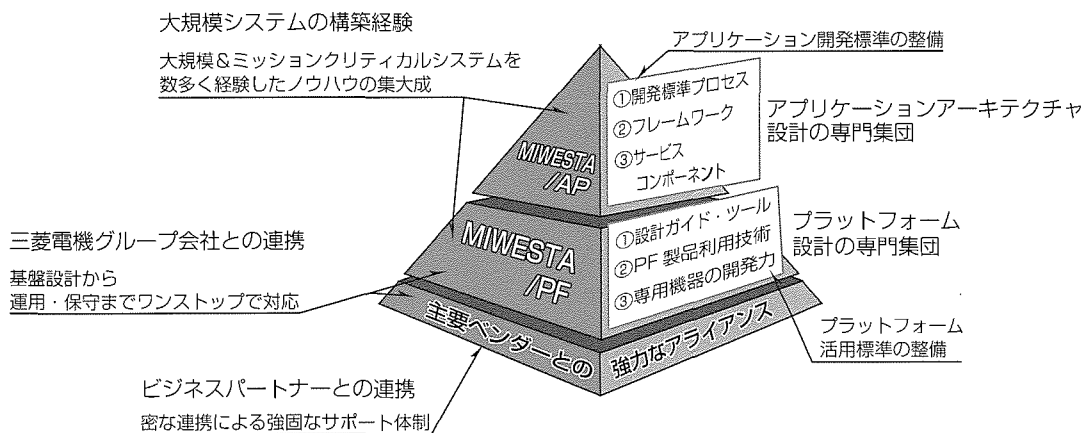 大規模システムの構築経験
大規模＆ミッションクリティカルシステムを
数多く経験したノウハウの集大成
アプリケーション開発標準の整備
①開発標準プロセス
②フレームワーク
③サービス
コンポーネント
アプリケーションアーキテクチャ
設計の専門集団
MIWESTA
/AP
三菱電機グループ会社との連携
基盤設計から
運用・保守までワンストップで対応
MIWESTA
/PF
①設計ガイド・ツール
②PF製品利用技術
③専用機器の開発力
プラットフォーム
設計の専門集団
主要ベンダーとの
強力なアライアンス
プラットフォーム
活用標準の整備
ビジネスパートナーとの連携
密な連携による強固なサポート体制